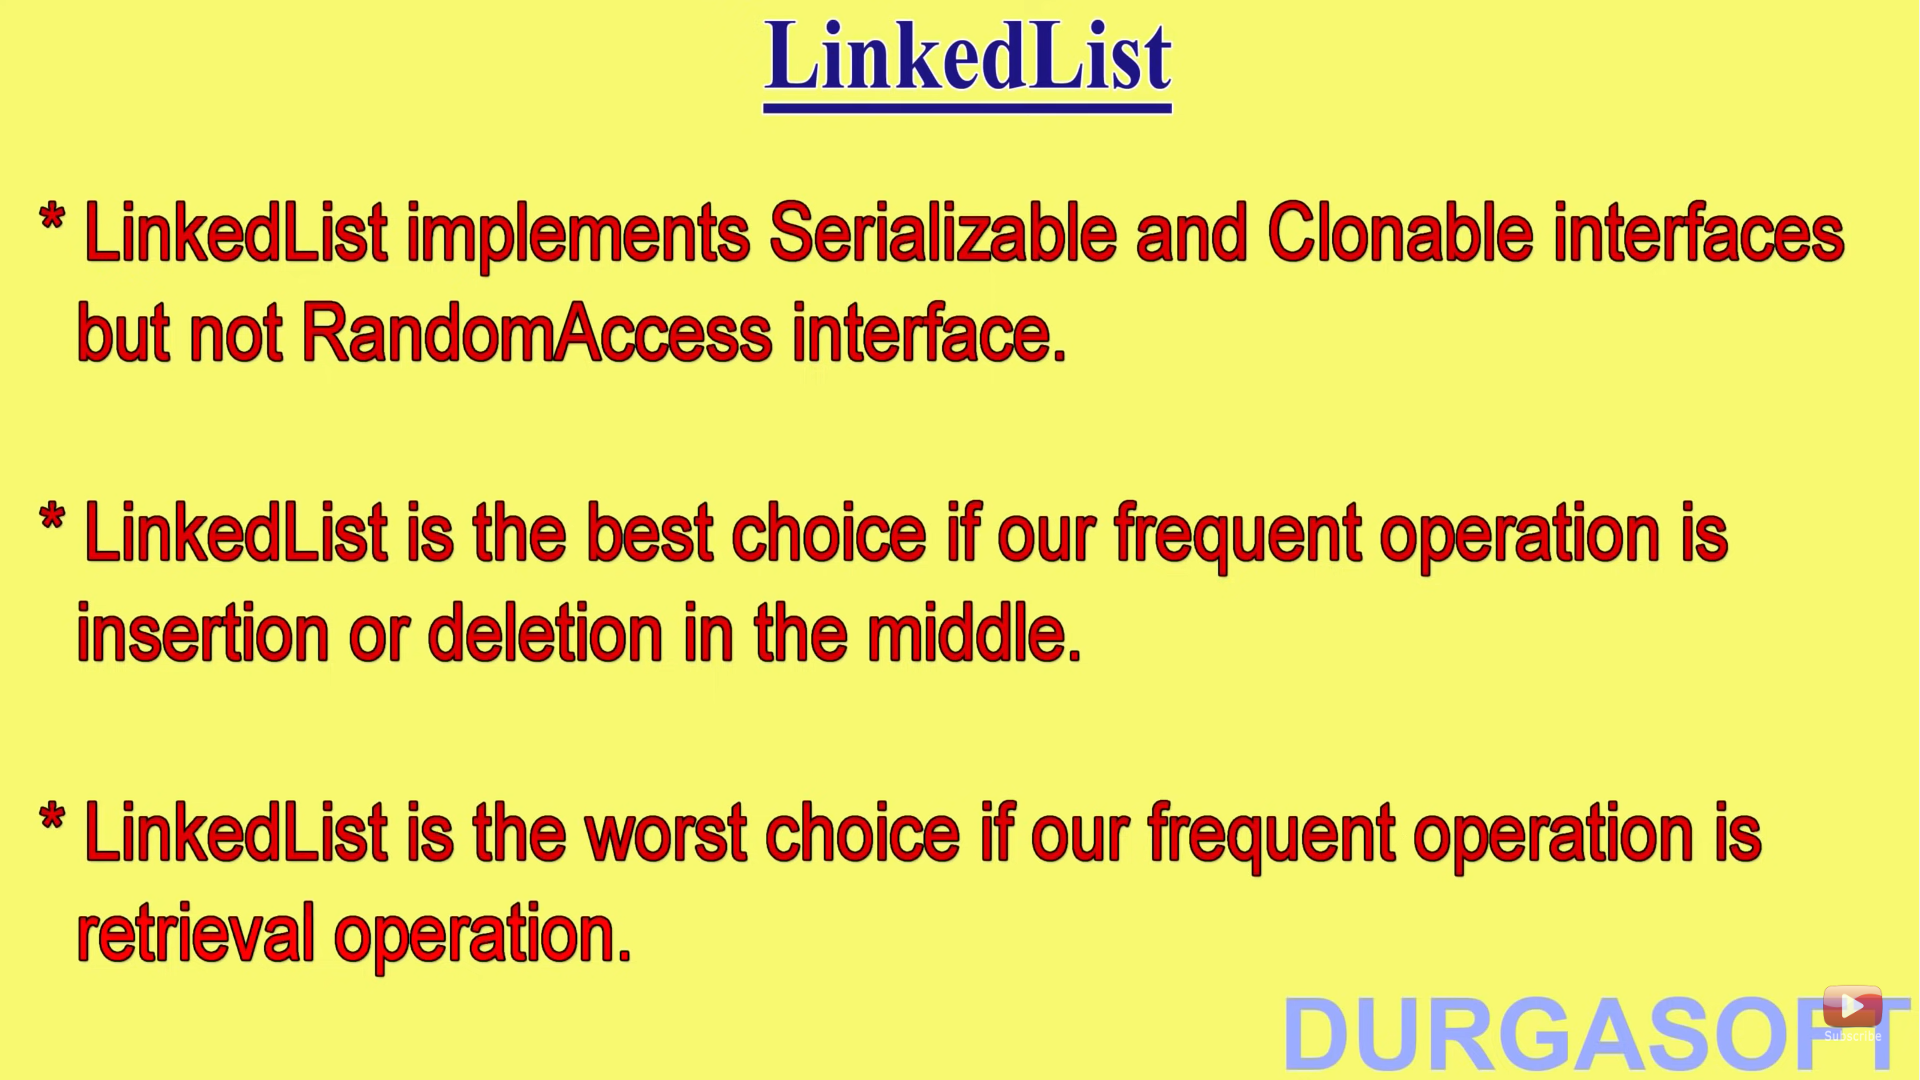 LinkedList
* LinkedList implements Serializable and Clonable interfaces
but not RandomAccess interface.
* LinkedList is the best choice if our frequent operation is
insertion or deletion in the middle.
* LinkedList is the worst choice if our frequent operation is
retrieval operation.
DURGASOFT
Subscribe